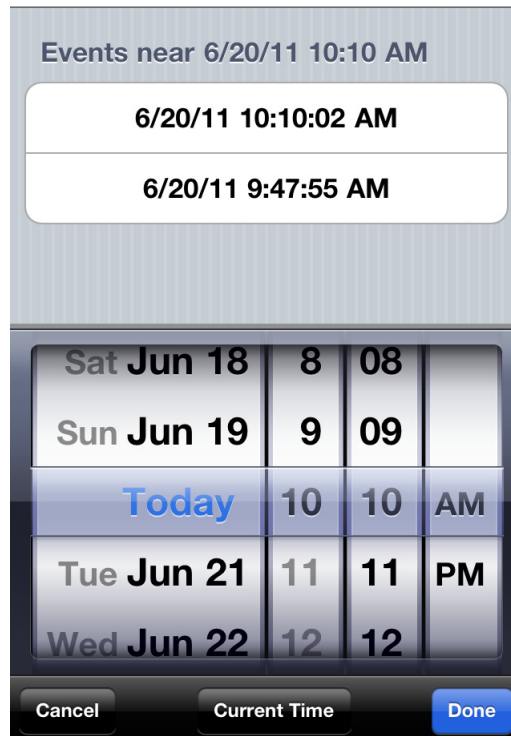 Events near 6/20/11 10:10 AM
6/20/11 10:10:02 AM
6/20/11 9:47:55 AM
Sat Jun 18 8 08
Sun Jun 19 9 09
Today 10 10 AM
Tue Jun 21 11 11 PM
Wed Jun 22 12 12
Cancel Current Time Done